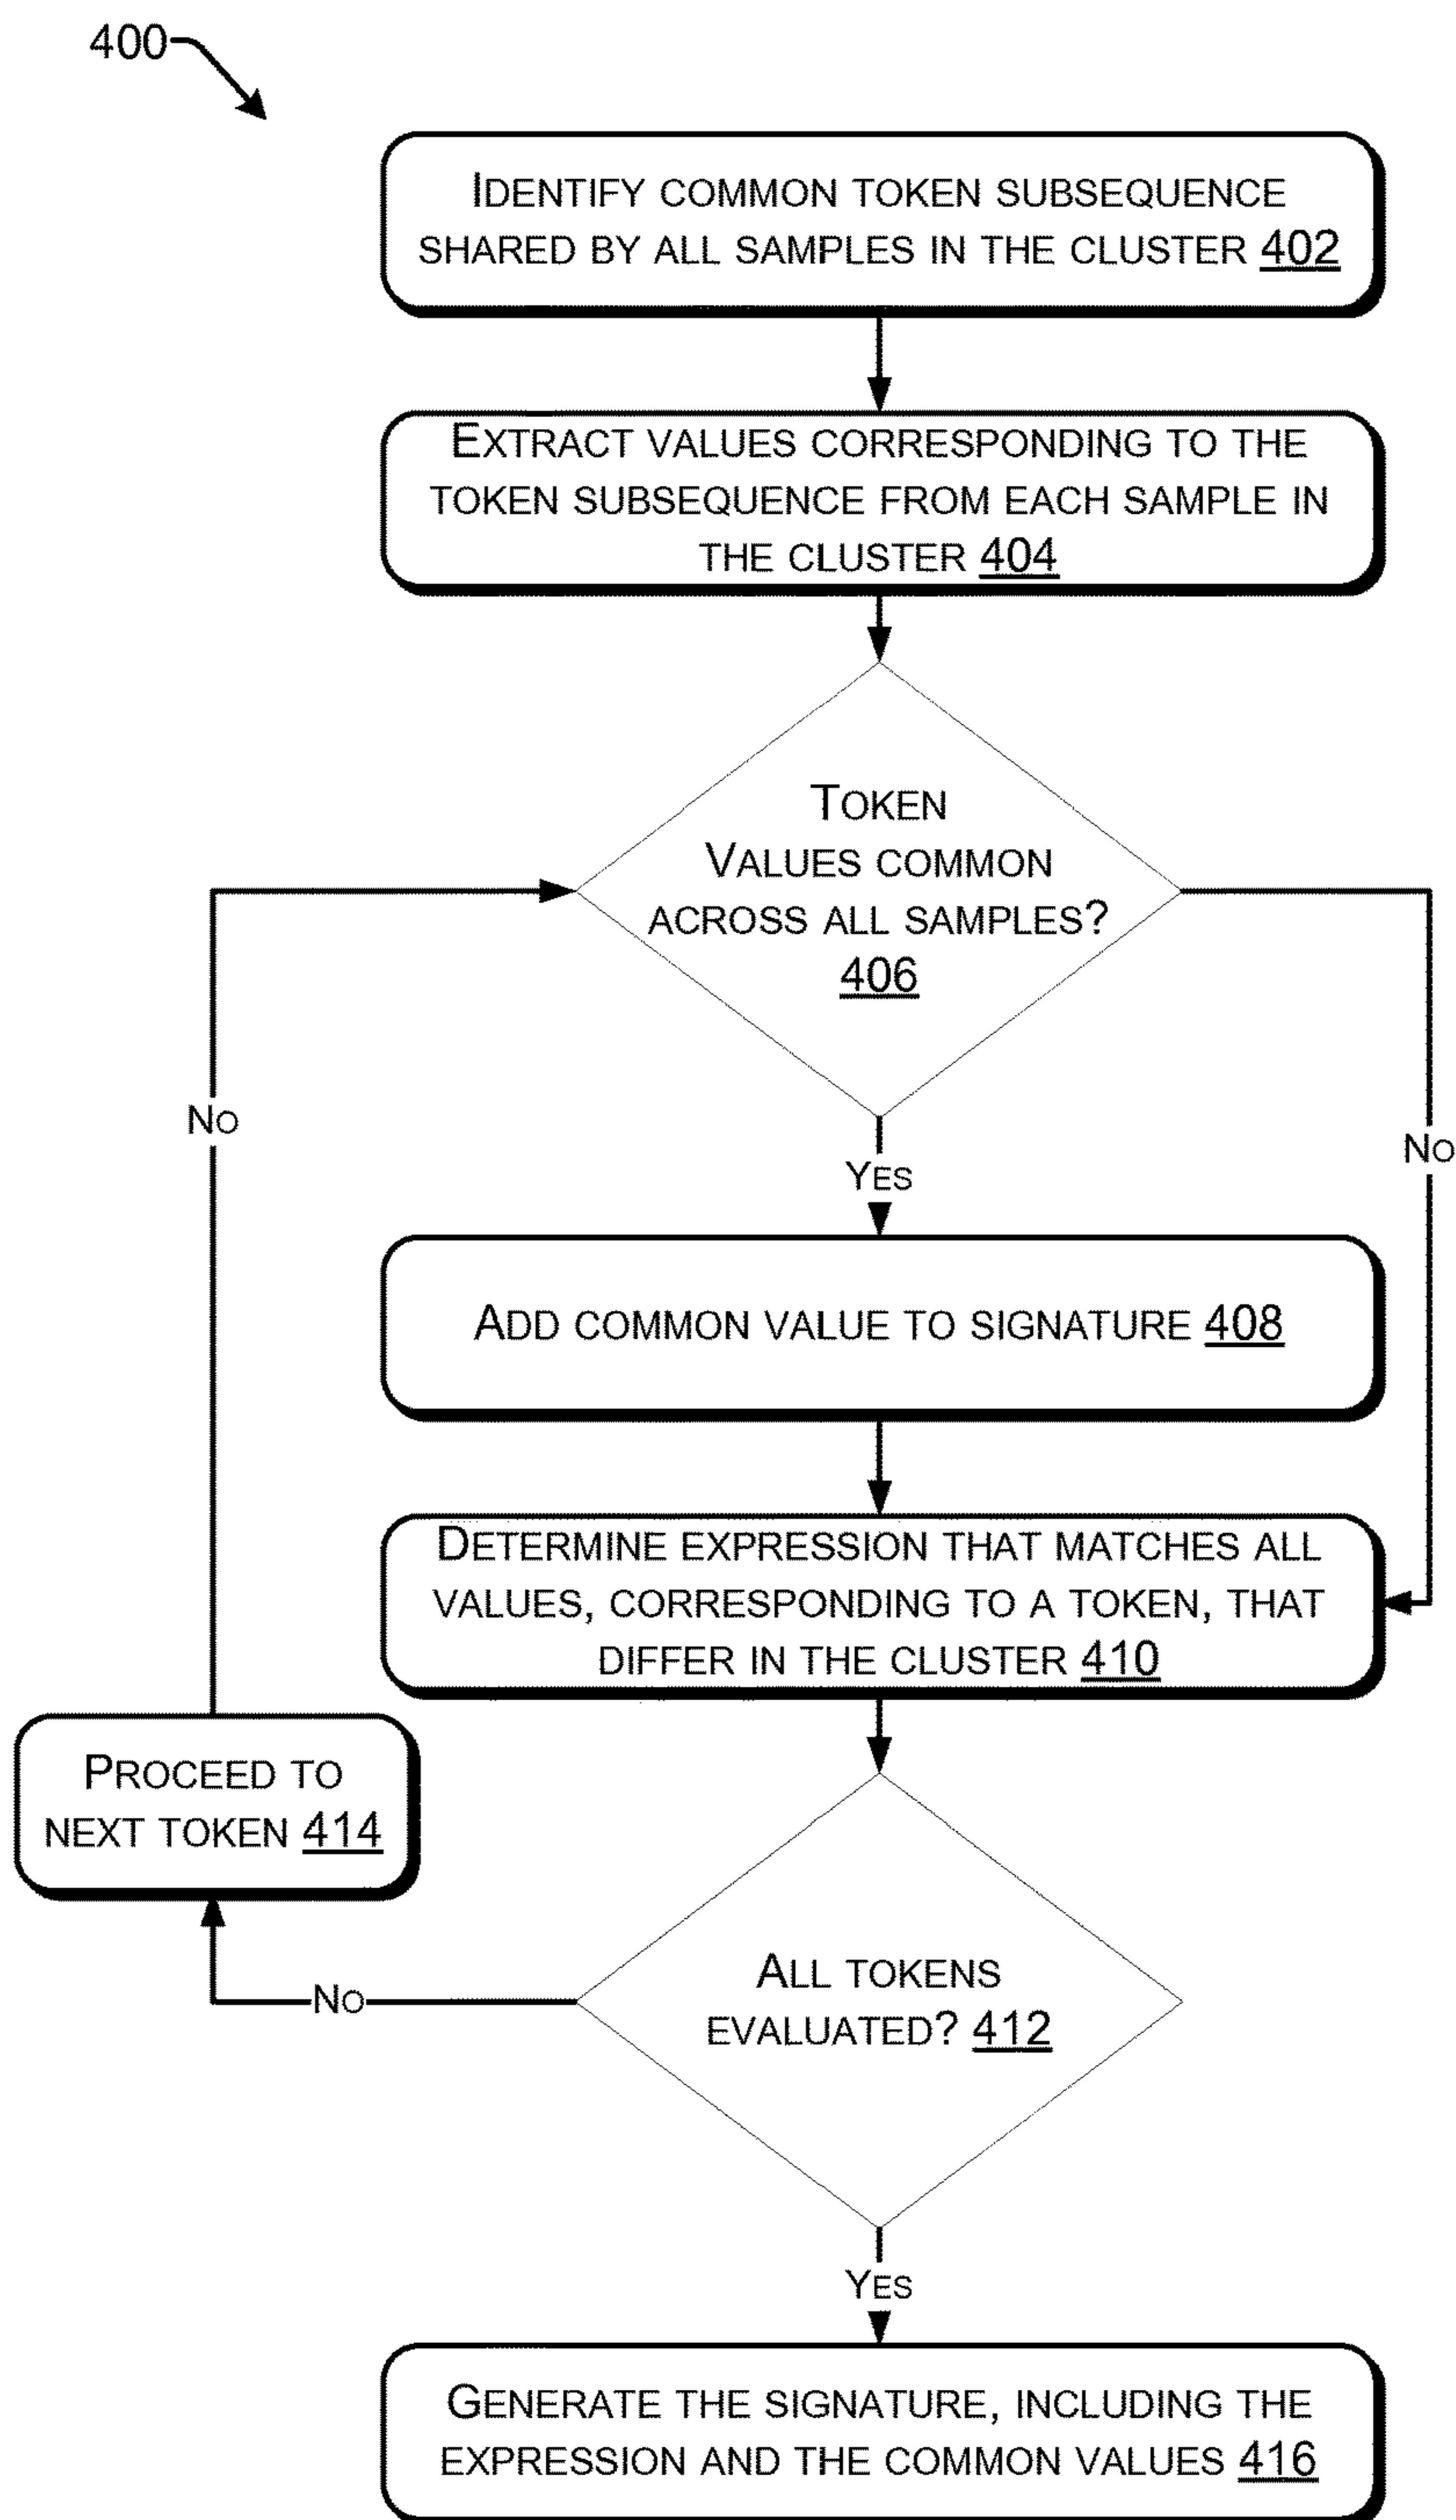 400
IDENTIFY COMMON TOKEN SUBSEQUENCE
SHARED BY ALL SAMPLES IN THE CLUSTER 402
EXTRACT VALUES CORRESPONDING TO THE
TOKEN SUBSEQUENCE FROM EACH SAMPLE IN
THE CLUSTER 404
TOKEN
VALUES COMMON
ACROSS ALL SAMPLES?
406
NO
NO
YES
ADD COMMON VALUE TO SIGNATURE 408
DETERMINE EXPRESSION THAT MATCHES ALL
VALUES, CORRESPONDING TO A TOKEN, THAT
DIFFER IN THE CLUSTER 410
PROCEED TO
NEXT TOKEN 414
NO
ALL TOKENS
EVALUATED? 412
YES
GENERATE THE SIGNATURE, INCLUDING THE
EXPRESSION AND THE COMMON VALUES 416